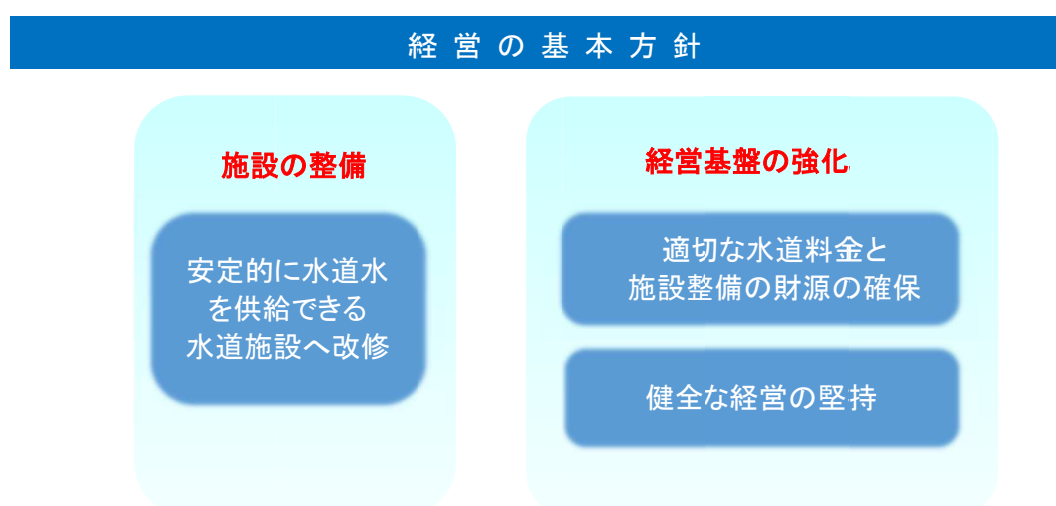 経営の基本方針
施設の整備
安定的に水道水
を供給できる
水道施設へ改修
経営基盤の強化
適切な水道料金と
施設整備の財源の確保
健全な経営の堅持